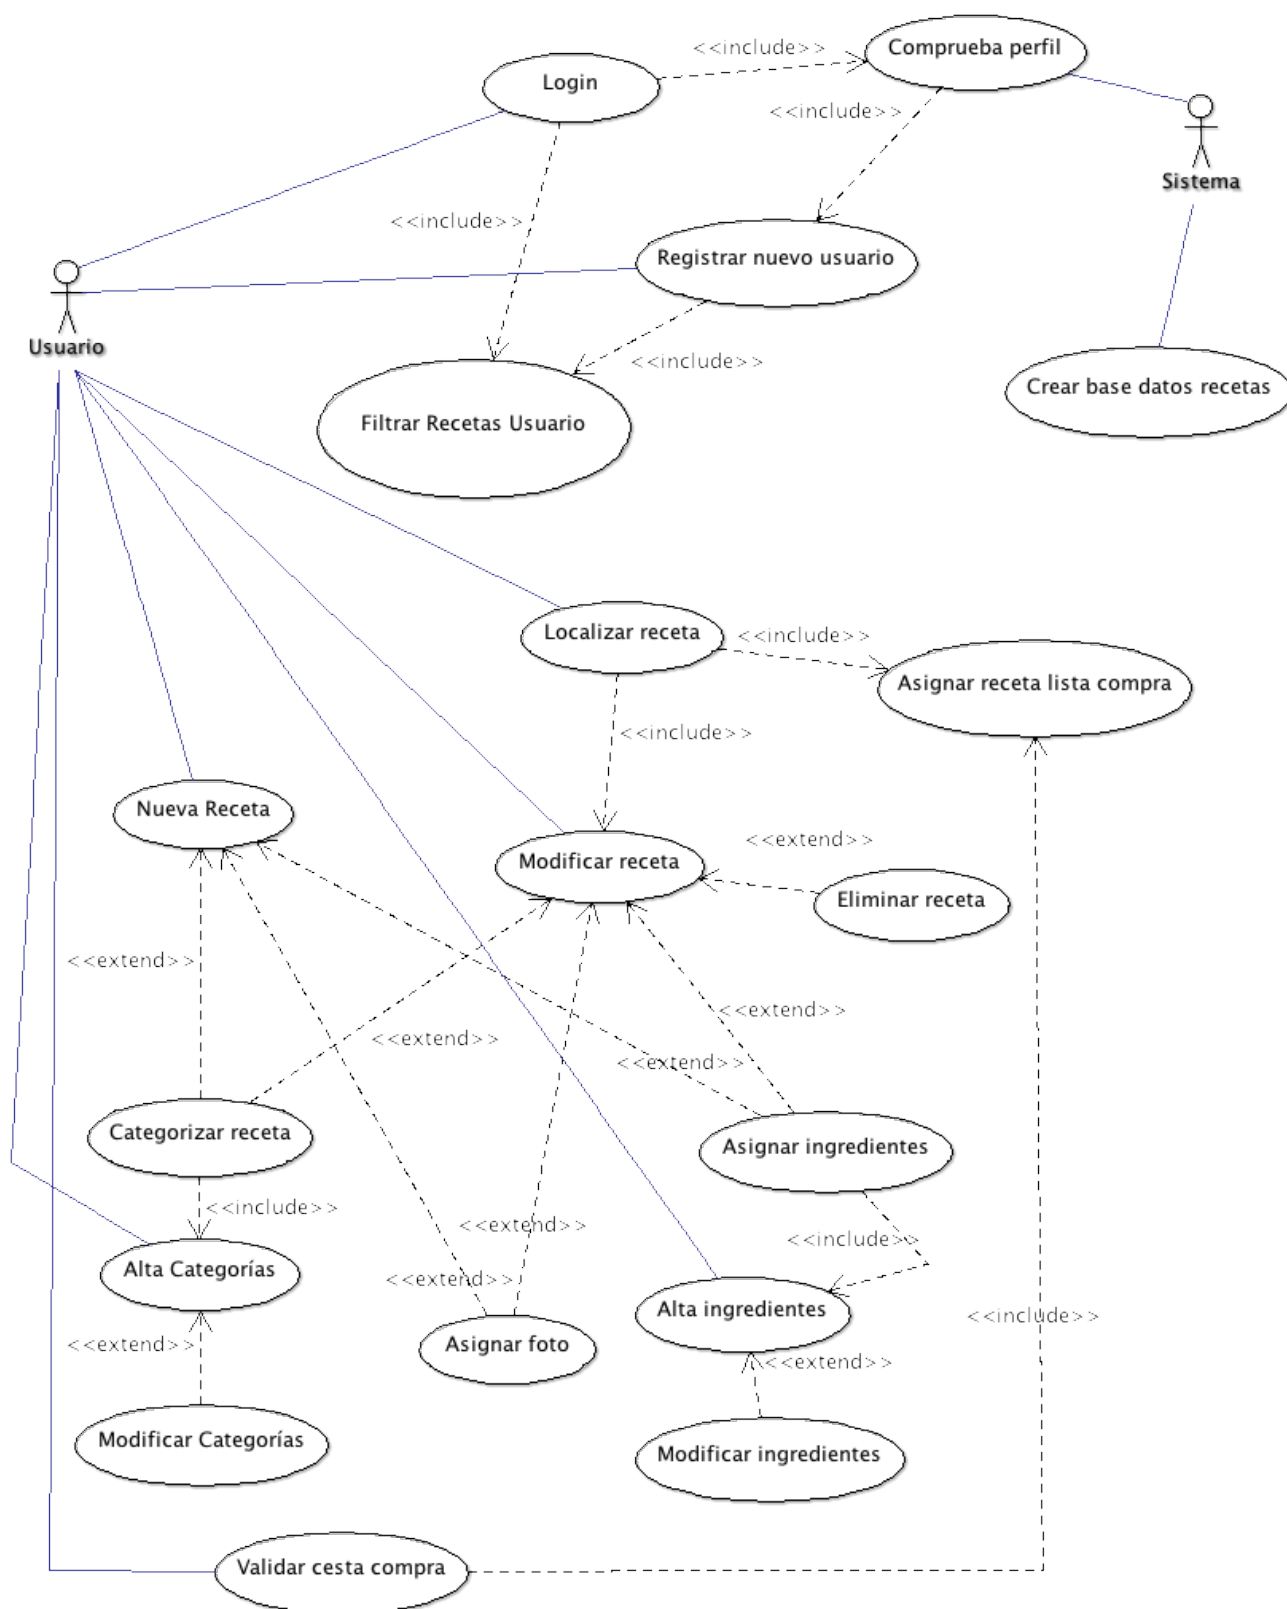 Comprueba perfil
<<include>>
Login
<<include>>
Sistema
<<include>>
Registrar nuevo usuario
Usuario
<<include>>
Crear base datos recetas
Filtrar Recetas Usuario
Localizar receta
<<include>>
Asignar receta lista compra
<<include>>
Nueva Receta
<<extend>>
Modificar receta
Eliminar receta
<<extend>>
<<extend>>
<<extend>>
<<extend>>
Categorizar receta
Asignar ingredientes
<<include>>
<<extend>>
<<include>>
Alta Categorías
<<extend>>
Alta ingredientes
<<include>>
<<extend>>
Asignar foto
<<extend>>
Modificar Categorías
Modificar ingredientes
Validar cesta compra